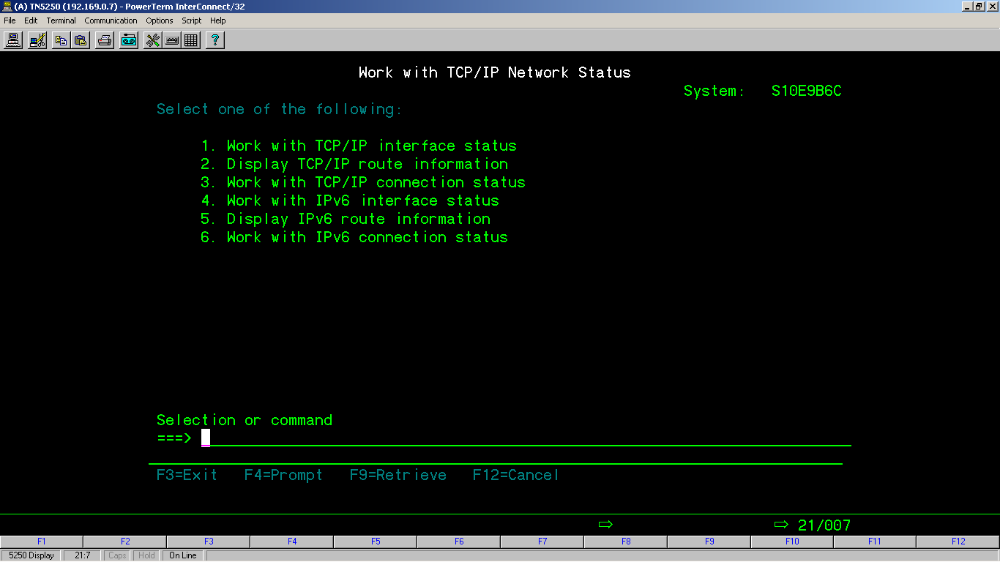 (A) TN5250 (192.169.0.7) - PowerTerm InterConnect/32
File Edit Terminal Communication Options Script Help
Work with TCP/IP Network Status
System: S10E9B6C
Select one of the following:
1. Work with TCP/IP interface status
2. Display TCP/IP route information
3. Work with TCP/IP connection status
4. Work with IPv6 interface status
5. Display IPv6 route information
6. Work with IPv6 connection status
Selection or command
===>
F3=Exit F4=Prompt F9=Retrieve F12=Cancel
21/007
F1 F2 F3 F4 F5 F6 F7 F8 F9 F10 F11 F12
5250 Display 21:7 Caps Hold On Line